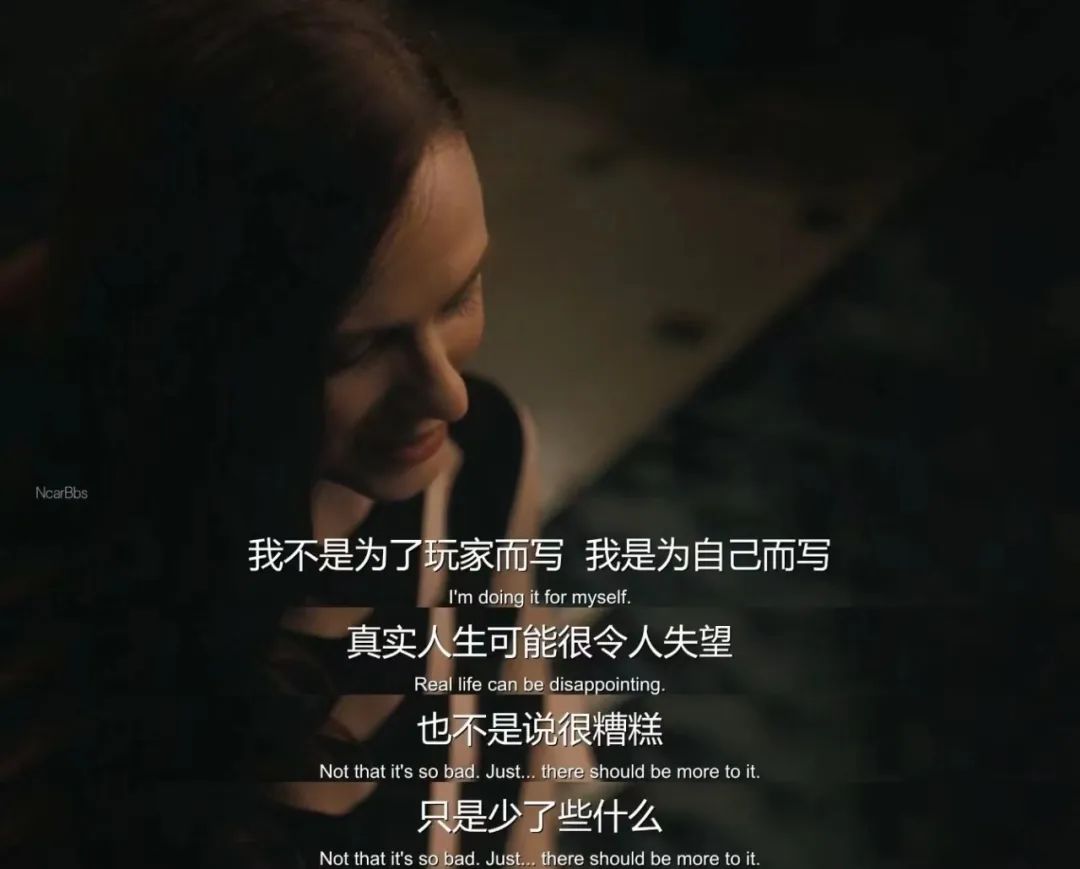 NcarBbs
我不是为了玩家而写 我是为自己而写
I'm doing it for myself.
真实人生可能很令人失望
Real life can be disappointing.
也不是说很糟糕
Not that it's so bad. Just... there should be more to it.
只是少了些什么
Not that it's so bad. Just... there should be more to it.